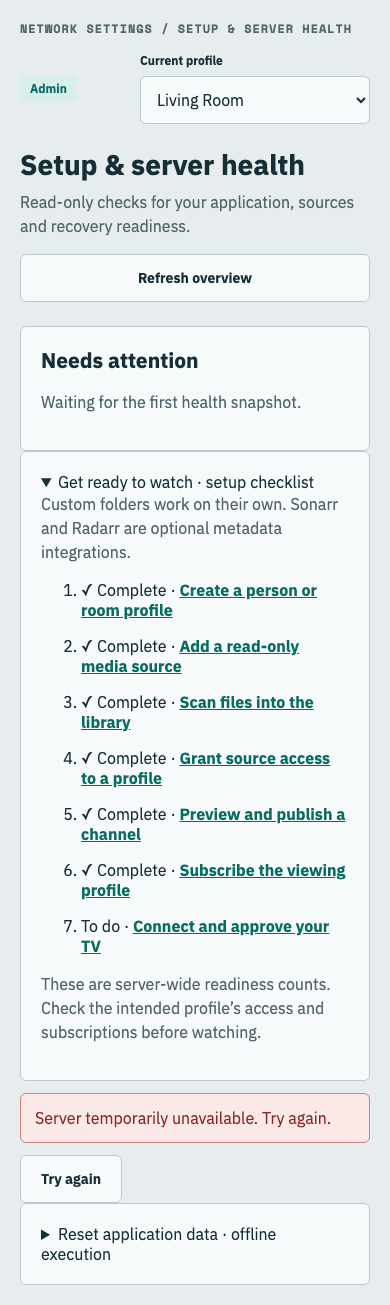 NETWORK SETTINGS / SETUP & SERVER HEALTH
Current profile
Admin
Living Room
Setup & server health
Read-only checks for your application, sources
and recovery readiness.
Refresh overview
Needs attention
Waiting for the first health snapshot.
▼ Get ready to watch · setup checklist
Custom folders work on their own. Sonarr
and Radarr are optional metadata
integrations.
1. ✓ Complete · Create a person or
room profile
2. ✓ Complete · Add a read-only
media source
3. ✓ Complete · Scan files into the
library
4. ✓ Complete · Grant source access
to a profile
5. ✓ Complete · Preview and publish a
channel
6. ✓ Complete · Subscribe the viewing
profile
7. To do · Connect and approve your
TV
These are server-wide readiness counts.
Check the intended profile’s access and
subscriptions before watching.
Server temporarily unavailable. Try again.
Try again
▶ Reset application data · offline
execution